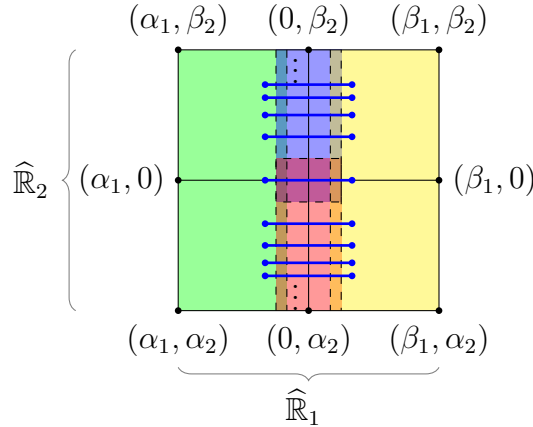 (α₁, β₂) (0, β₂) (β₁, β₂)
ℝ̂₂ (α₁, 0) (β₁, 0)
(α₁, α₂) (0, α₂) (β₁, α₂)
ℝ̂₁